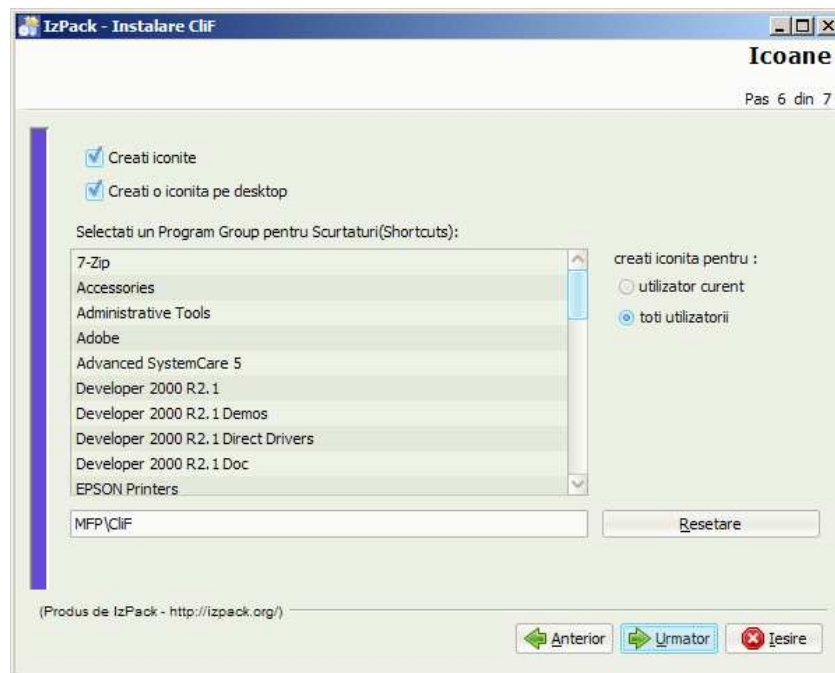 IzPack - Instalare CliF
Icoane
Pas 6 din 7
Creati iconite
Creati o iconita pe desktop
Selectati un Program Group pentru Scurtaturi(Shortcuts):
7-Zip
Accessories
Administrative Tools
Adobe
Advanced SystemCare 5
Developer 2000 R2.1
Developer 2000 R2.1 Demos
Developer 2000 R2.1 Direct Drivers
Developer 2000 R2.1 Doc
EPSON Printers
creati iconita pentru :
utilizator curent
toti utilizatorii
MFP\CliF
Resetare
(Produs de IzPack - http://izpack.org/)
Anterior
Urmator
Iesire